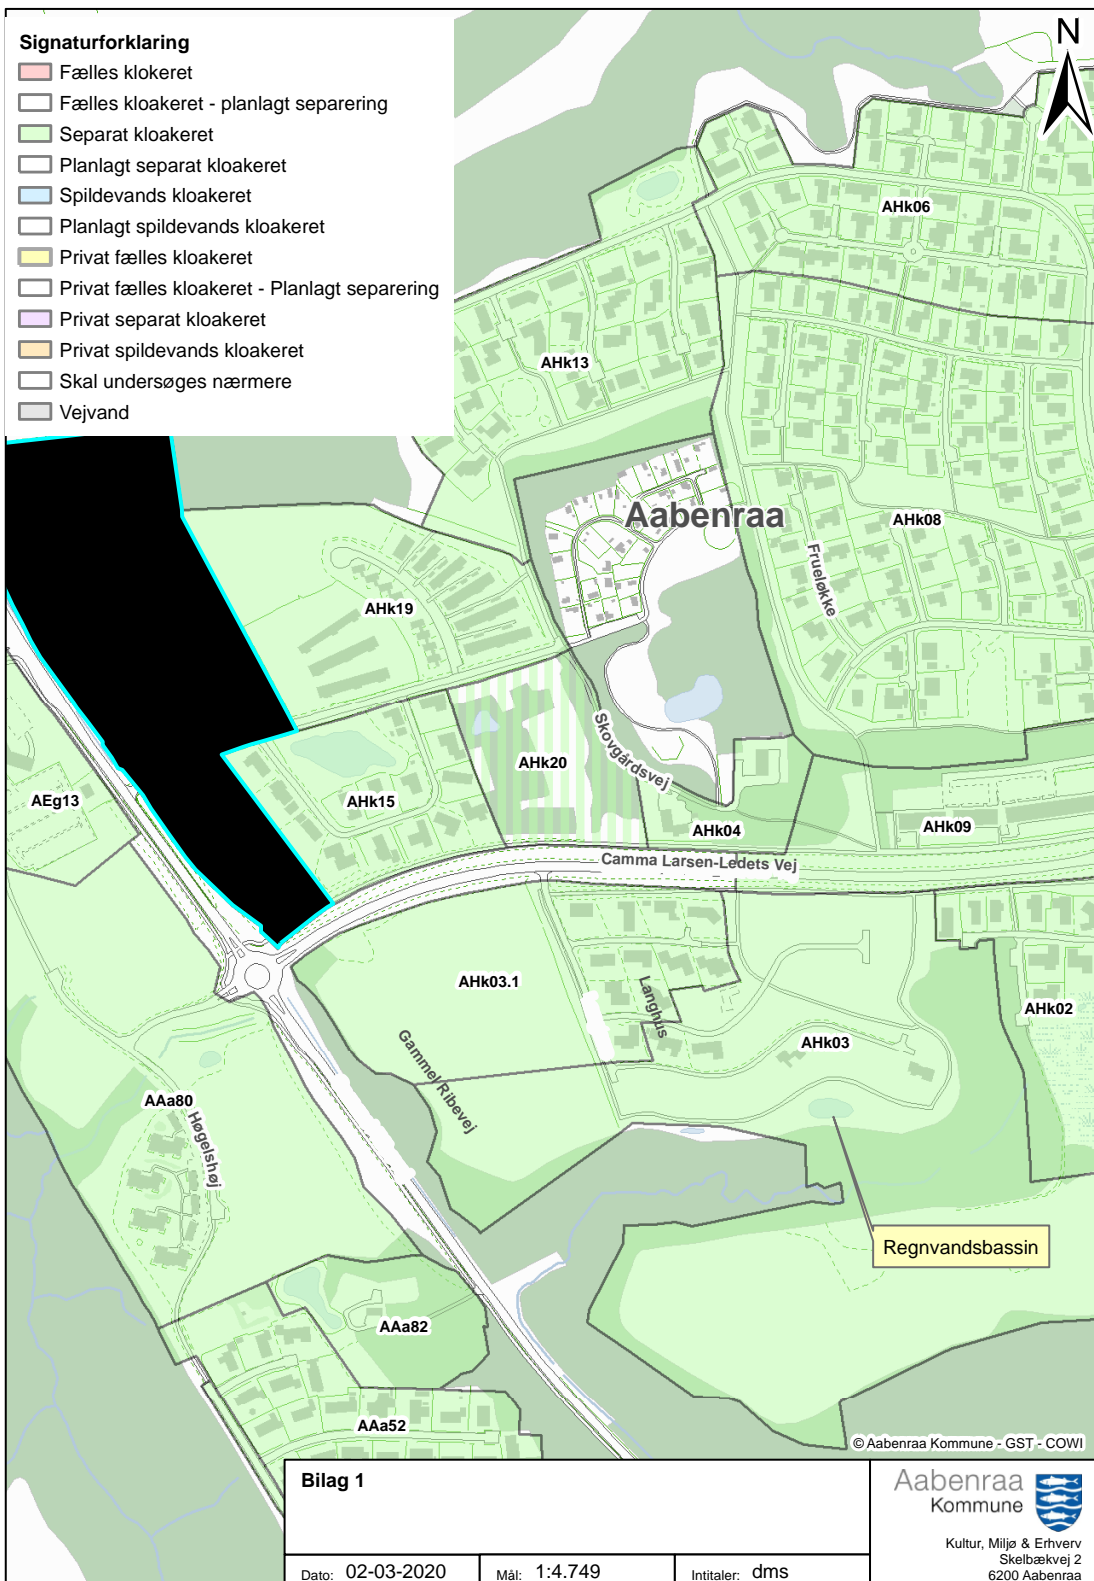 Signaturforklaring
Fælles klokeret
Fælles kloakeret - planlagt separering
Separat kloakeret
Planlagt separat kloakeret
Spildevands kloakeret
Planlagt spildevands kloakeret
Privat fælles kloakeret
Privat fælles kloakeret - Planlagt separering
Privat separat kloakeret
Privat spildevands kloakeret
Skal undersøges nærmere
Vejvand
N
AHk06
AHk13
Aabenraa
AHk08
Frueløkke
AHk19
Skovgårdsvej
AHk20
AEg13
AHk15
AHk04
AHk09
Camma Larsen-Ledets Vej
AHk03.1
Langhus
AHk02
AHk03
Gammel Ribevej
AAa80
Høgelshøj
Regnvandsbassin
AAa82
AAa52
© Aabenraa Kommune - GST - COWI
Bilag 1
Aabenraa
Kommune
Kultur, Miljø & Erhverv
Skelbækvej 2
6200 Aabenraa
Dato: 02-03-2020
Mål: 1:4.749
Intitaler: dms